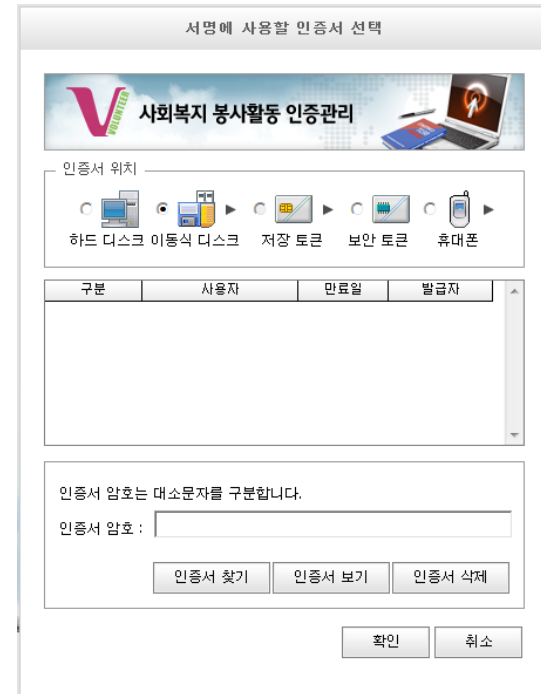 서명에 사용할 인증서 선택
VOLUNTEER
사회복지 봉사활동 인증관리
인증서 위치
하드 디스크 이동식 디스크 저장 토큰 보안 토큰 휴대폰
구분 사용자 만료일 발급자
인증서 암호는 대소문자를 구분합니다.
인증서 암호 :
인증서 찾기 인증서 보기 인증서 삭제
확인 취소